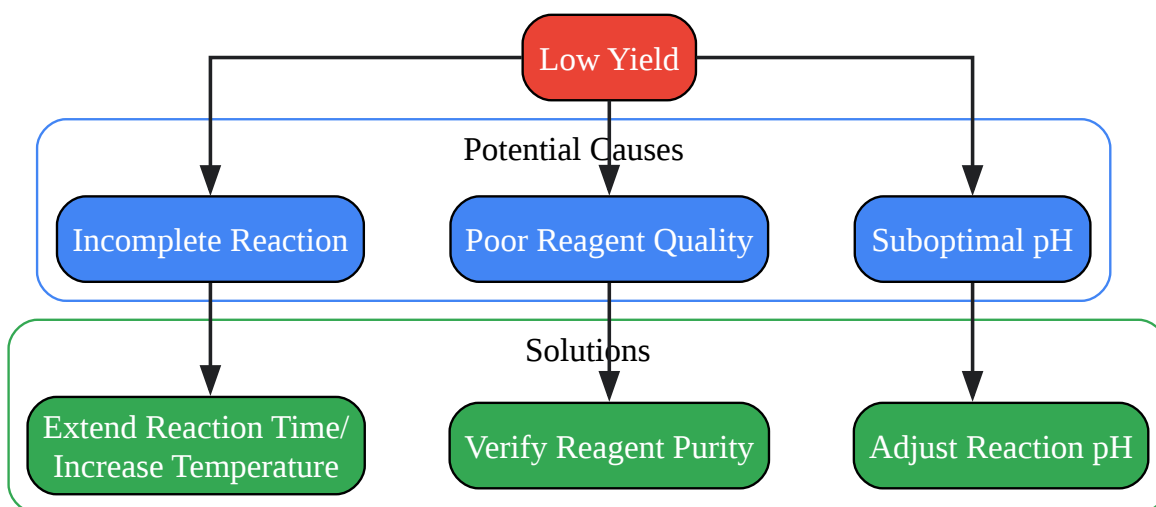 Low Yield
Potential Causes
Incomplete Reaction
Poor Reagent Quality
Suboptimal pH
Solutions
Extend Reaction Time/
Increase Temperature
Verify Reagent Purity
Adjust Reaction pH